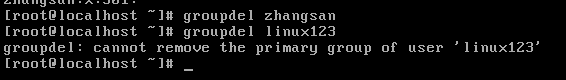 [root@localhost ~]# groupdel zhangsan
[root@localhost ~]# groupdel linux123
groupdel: cannot remove the primary group of user 'linux123'
[root@localhost ~]# _